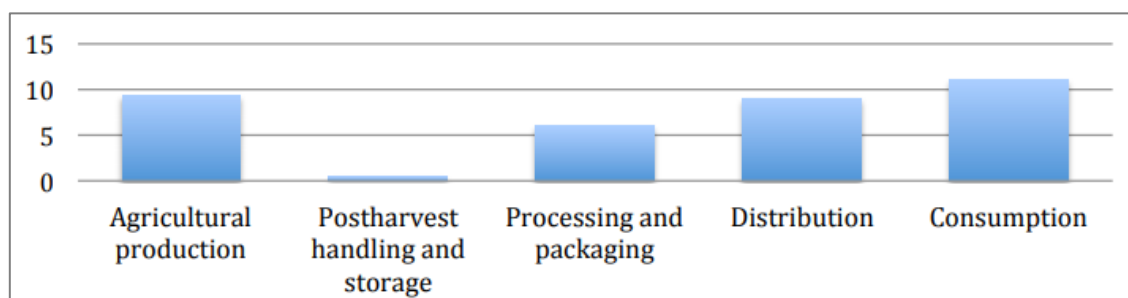 15
10
5
0
Agricultural
production
Postharvest
handling and
storage
Processing and
packaging
Distribution
Consumption